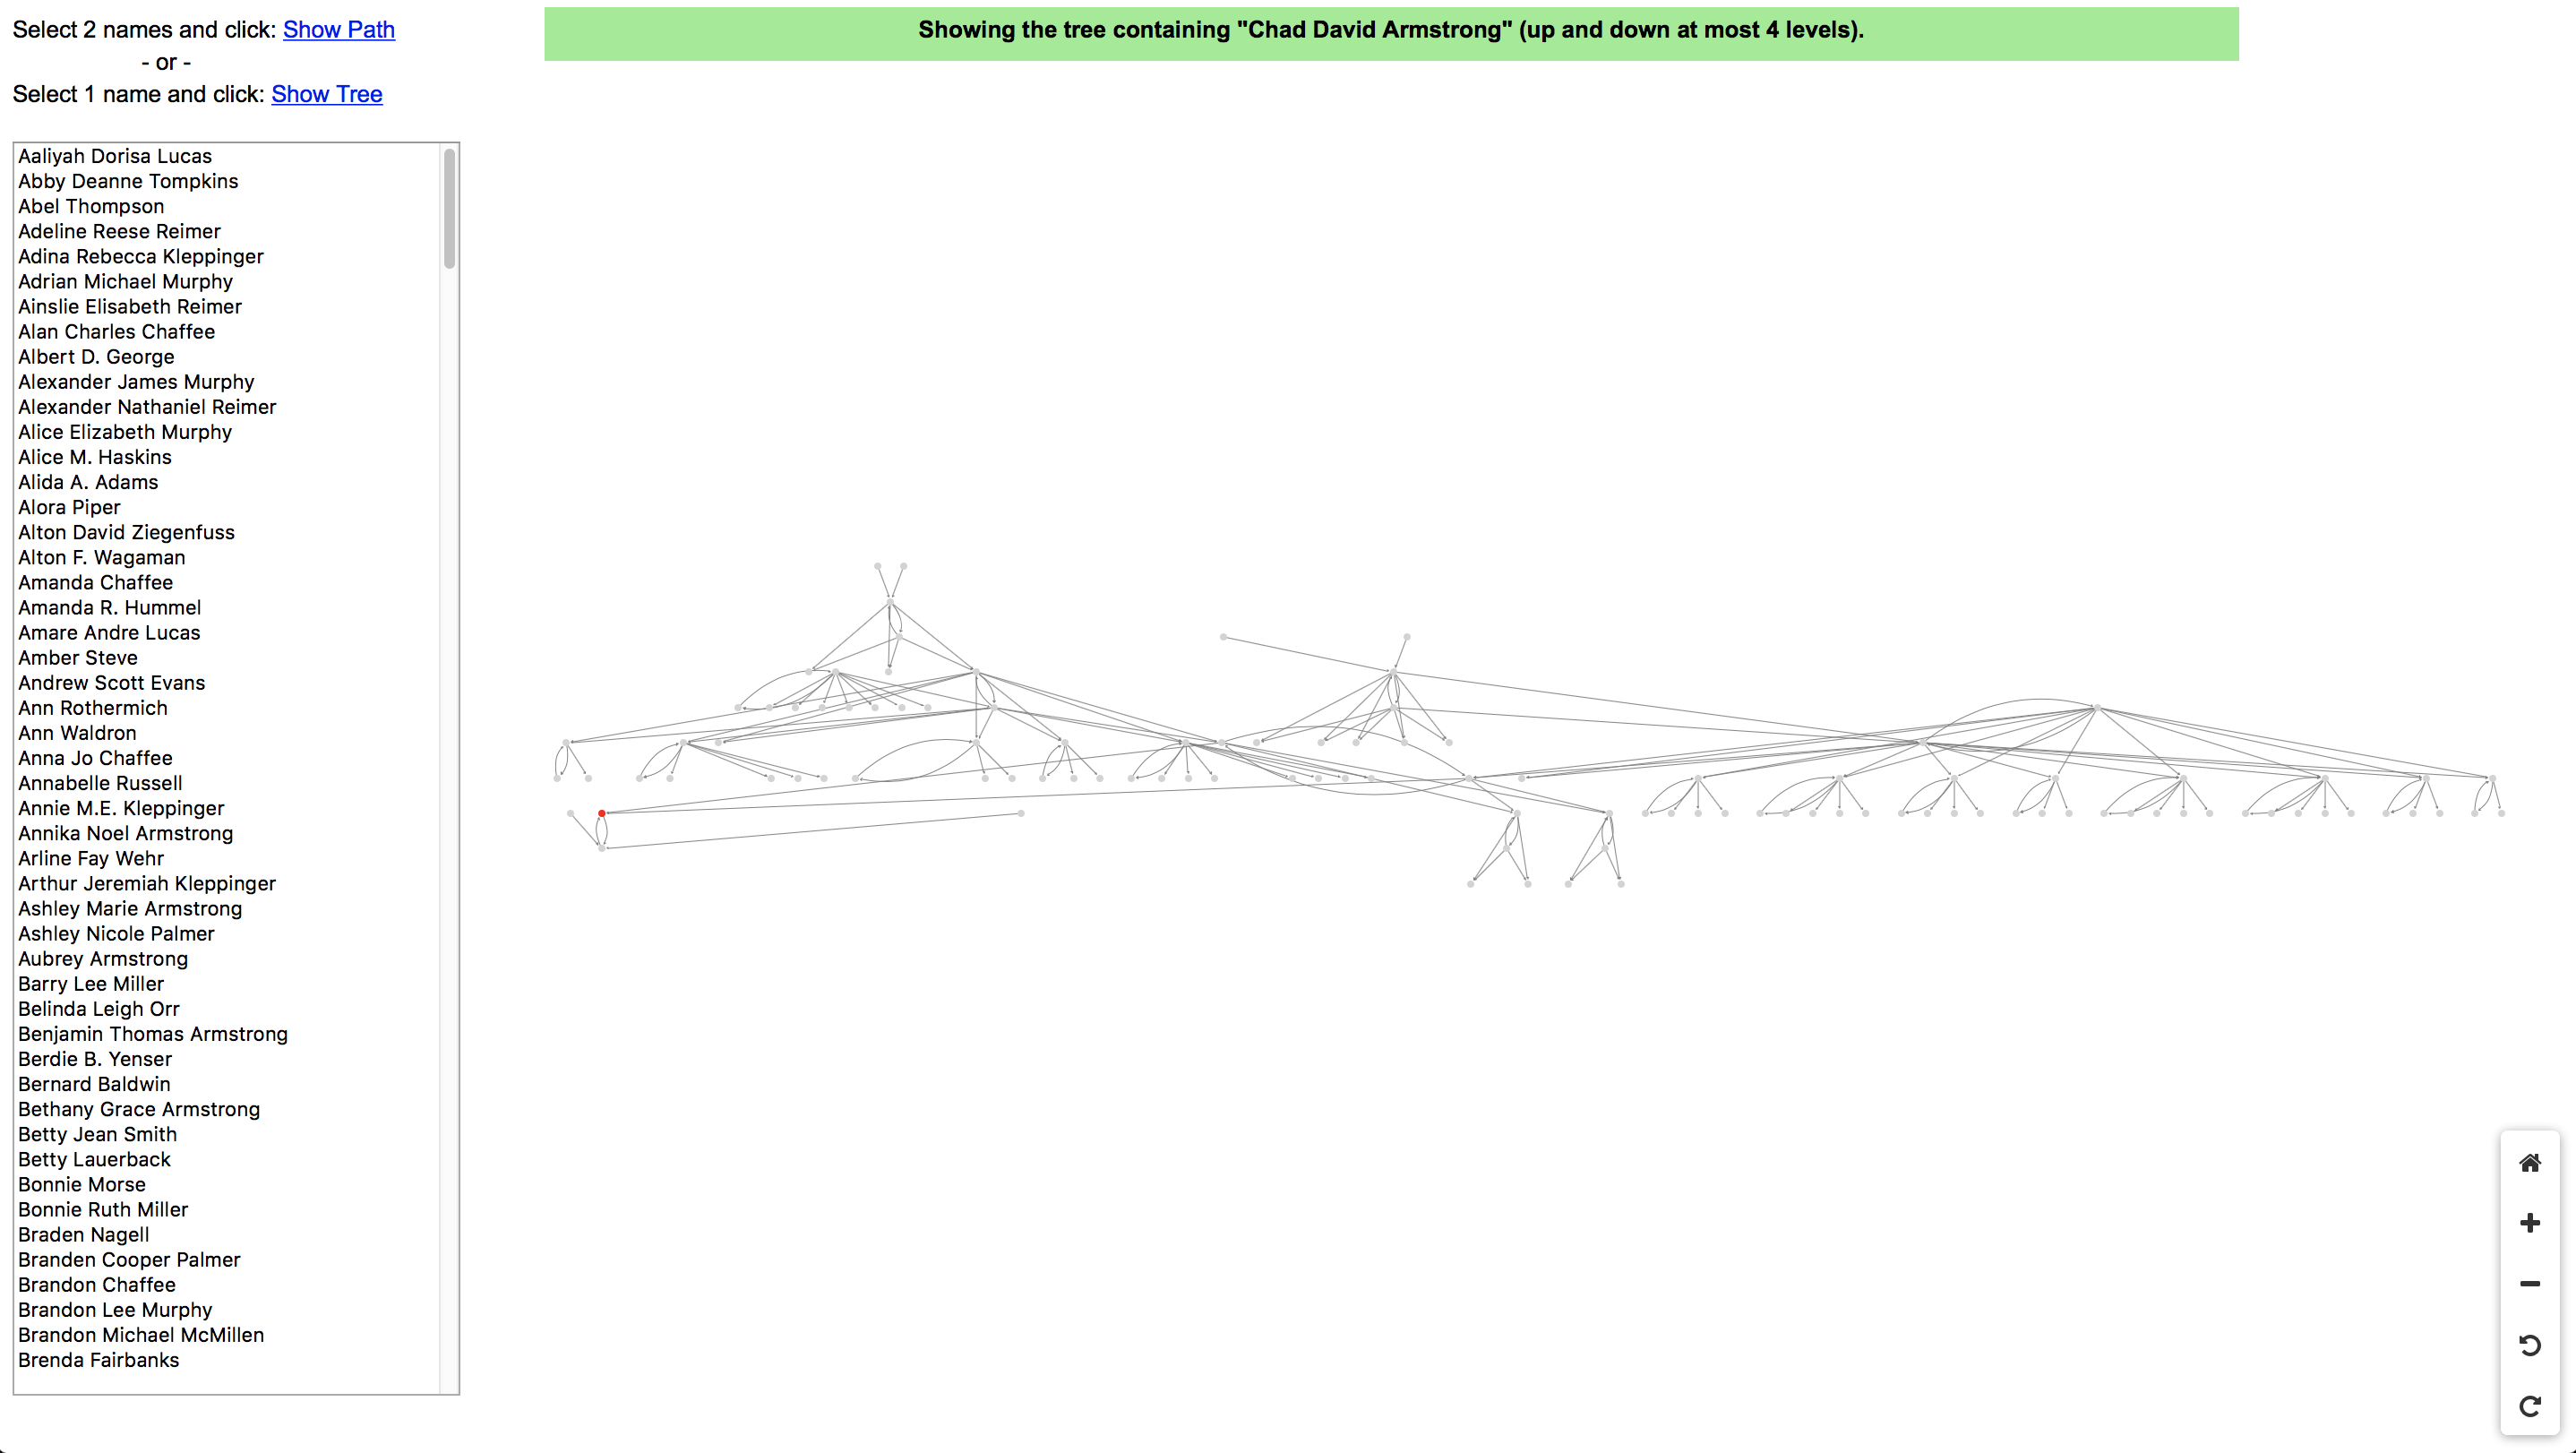 Select 2 names and click: Show Path
- or -
Select 1 name and click: Show Tree
Showing the tree containing "Chad David Armstrong" (up and down at most 4 levels).
Aaliyah Dorisa Lucas
Abby Deanne Tompkins
Abel Thompson
Adeline Reese Reimer
Adina Rebecca Kleppinger
Adrian Michael Murphy
Ainslie Elisabeth Reimer
Alan Charles Chaffee
Albert D. George
Alexander James Murphy
Alexander Nathaniel Reimer
Alice Elizabeth Murphy
Alice M. Haskins
Alida A. Adams
Alora Piper
Alton David Ziegenfuss
Alton F. Wagaman
Amanda Chaffee
Amanda R. Hummel
Amare Andre Lucas
Amber Steve
Andrew Scott Evans
Ann Rothermich
Ann Waldron
Anna Jo Chaffee
Annabelle Russell
Annie M.E. Kleppinger
Annika Noel Armstrong
Arline Fay Wehr
Arthur Jeremiah Kleppinger
Ashley Marie Armstrong
Ashley Nicole Palmer
Aubrey Armstrong
Barry Lee Miller
Belinda Leigh Orr
Benjamin Thomas Armstrong
Berdie B. Yenser
Bernard Baldwin
Bethany Grace Armstrong
Betty Jean Smith
Betty Lauerback
Bonnie Morse
Bonnie Ruth Miller
Braden Nagell
Branden Cooper Palmer
Brandon Chaffee
Brandon Lee Murphy
Brandon Michael McMillen
Brenda Fairbanks